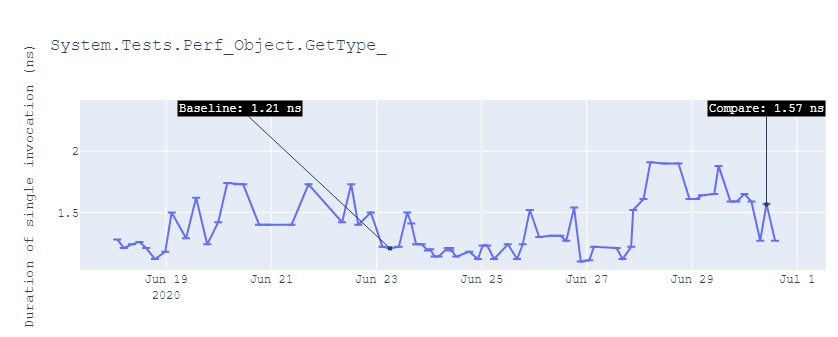 System.Tests.Perf_Object.GetType_
Duration of single invocation (ns)
Baseline: 1.21 ns
Compare: 1.57 ns
2
1.5
Jun 19
2020
Jun 21
Jun 23
Jun 25
Jun 27
Jun 29
Jul 1